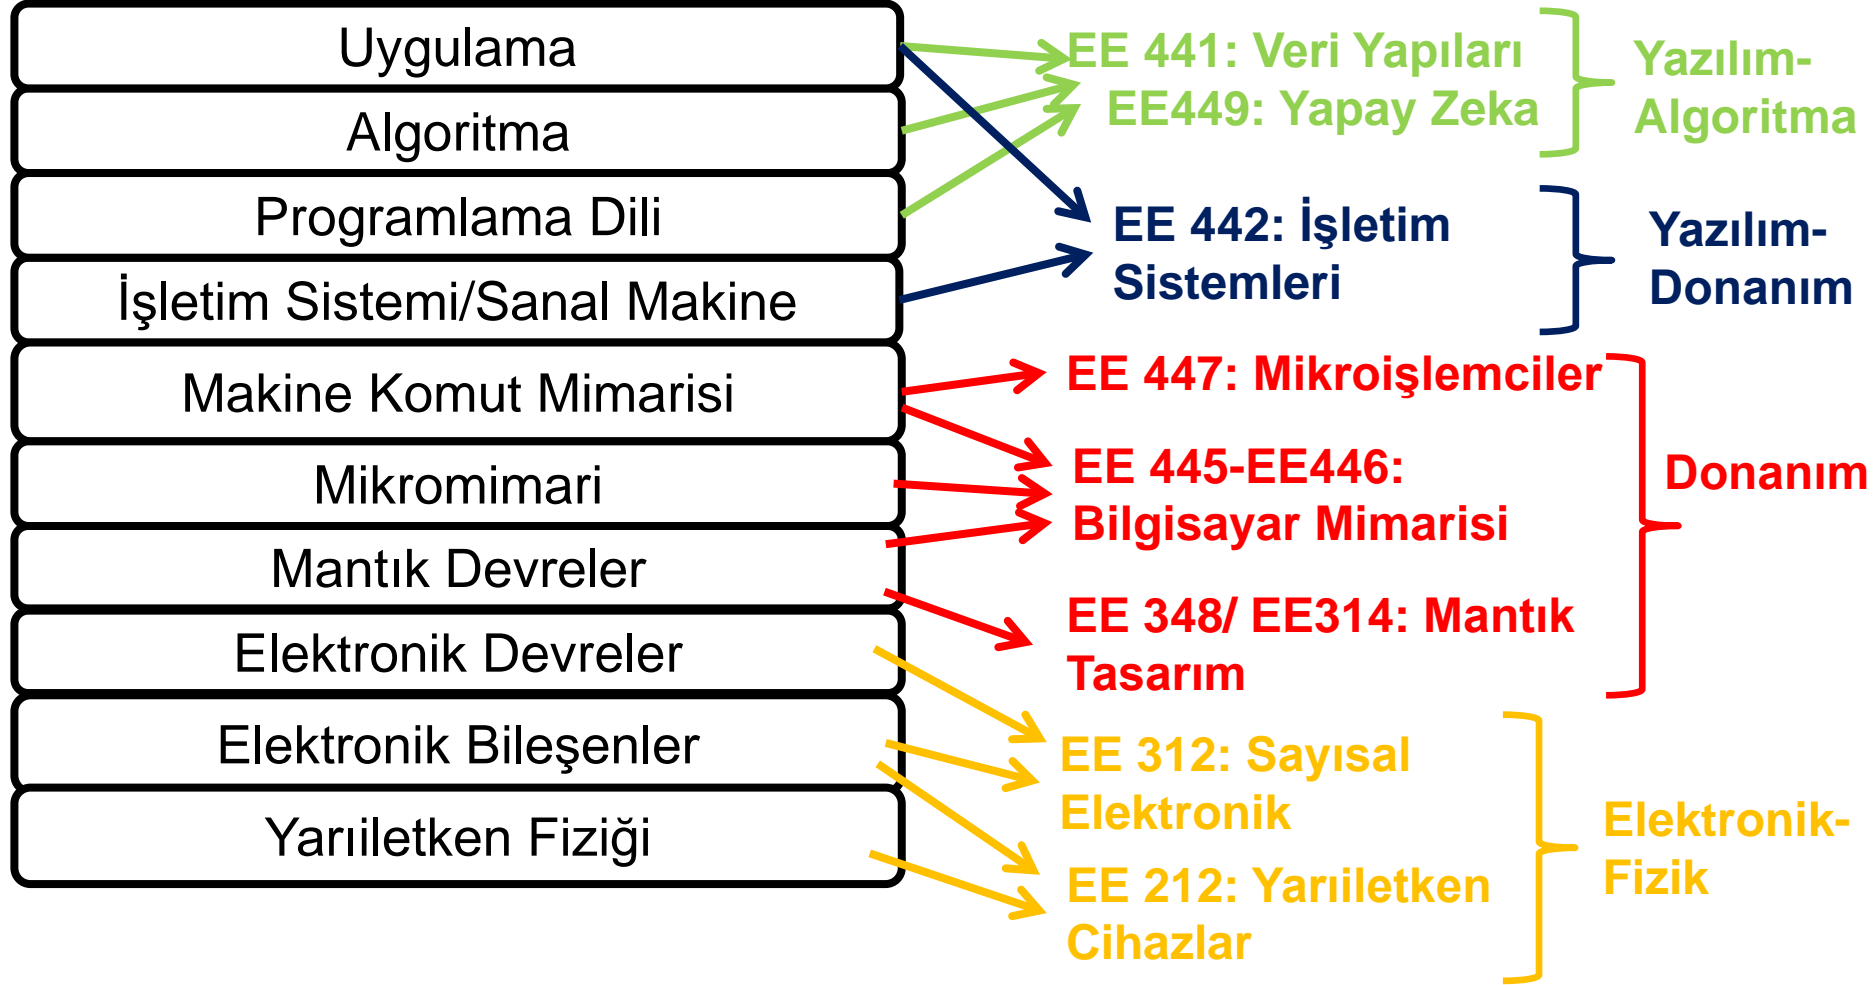 Uygulama
Algoritma
Programlama Dili
İşletim Sistemi/Sanal Makine
Makine Komut Mimarisi
Mikromimari
Mantık Devreler
Elektronik Devreler
Elektronik Bileşenler
Yarıiletken Fiziği
EE 441: Veri Yapıları
EE449: Yapay Zeka
Yazılım-
Algoritma
EE 442: İşletim
Sistemleri
Yazılım-
Donanım
EE 447: Mikroişlemciler
EE 445-EE446:
Bilgisayar Mimarisi
EE 348/ EE314: Mantık
Tasarım
Donanım
EE 312: Sayısal
Elektronik
EE 212: Yarıiletken
Cihazlar
Elektronik-
Fizik